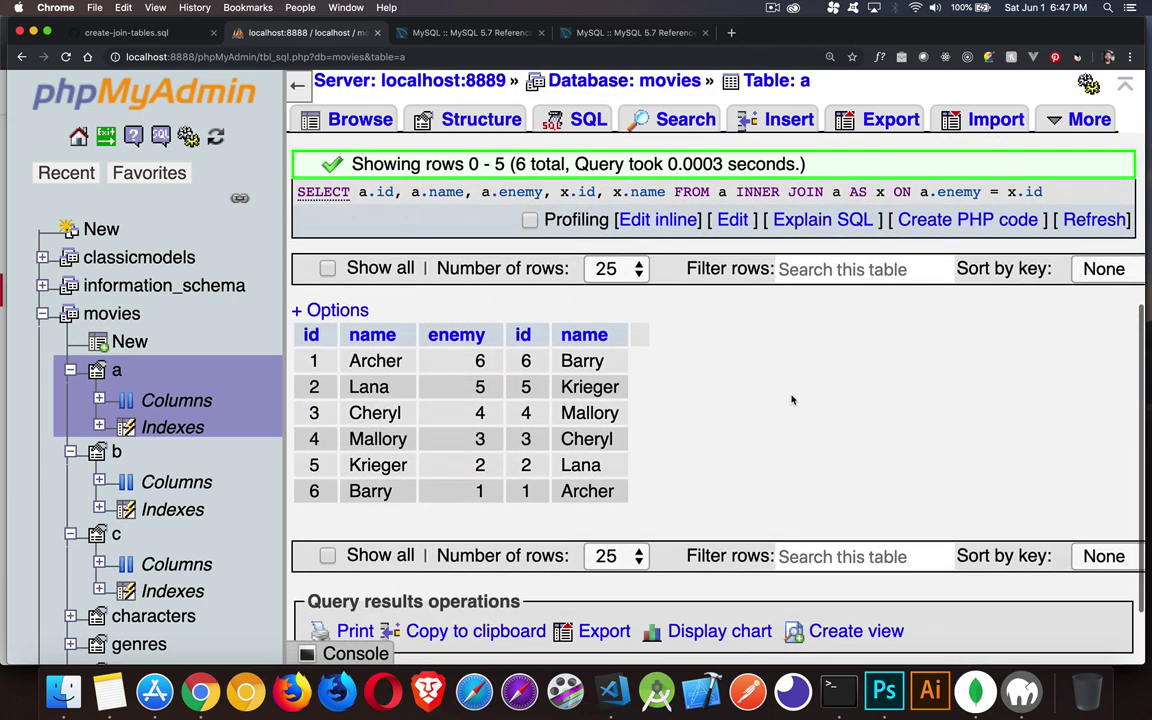 Chrome File Edit View History Bookmarks People Window Help 100% Sat Jun 1 6:47 PM
create-join-tables.sql localhost:8888 / localhost / m MySQL :: MySQL 5.7 Referenc MySQL :: MySQL 5.7 Referenc
localhost:8888/phpMyAdmin/tbl_sql.php?db=movies&table=a
phpMyAdmin
Recent Favorites
New
classicmodels
information_schema
movies
New
a
Columns
Indexes
b
Columns
Indexes
c
Columns
Indexes
characters
genres
Server: localhost:8889 » Database: movies » Table: a
Browse Structure SQL Search Insert Export Import More
Showing rows 0 - 5 (6 total, Query took 0.0003 seconds.)
SELECT a.id, a.name, a.enemy, x.id, x.name FROM a INNER JOIN a AS x ON a.enemy = x.id
Profiling [Edit inline] [ Edit ] [ Explain SQL ] [ Create PHP code ] [ Refresh]
Show all | Number of rows: 25 Filter rows: Search this table Sort by key: None
+ Options
id name enemy id name
1 Archer 6 6 Barry
2 Lana 5 5 Krieger
3 Cheryl 4 4 Mallory
4 Mallory 3 3 Cheryl
5 Krieger 2 2 Lana
6 Barry 1 1 Archer
Show all | Number of rows: 25 Filter rows: Search this table Sort by key: None
Query results operations
Print Copy to clipboard Export Display chart Create view
Console
Ps Ai